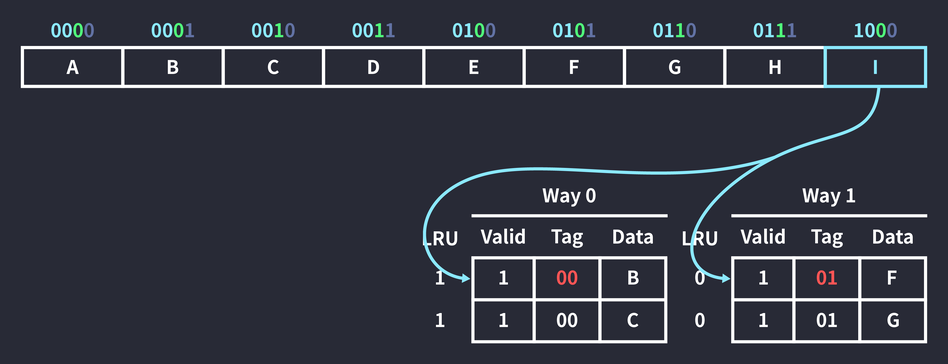 0000 0001 0010 0011 0100 0101 0110 0111 1000
A B C D E F G H I
Way 0 Way 1
LRU Valid Tag Data LRU Valid Tag Data
1 1 00 B 0 1 01 F
1 1 00 C 0 1 01 G